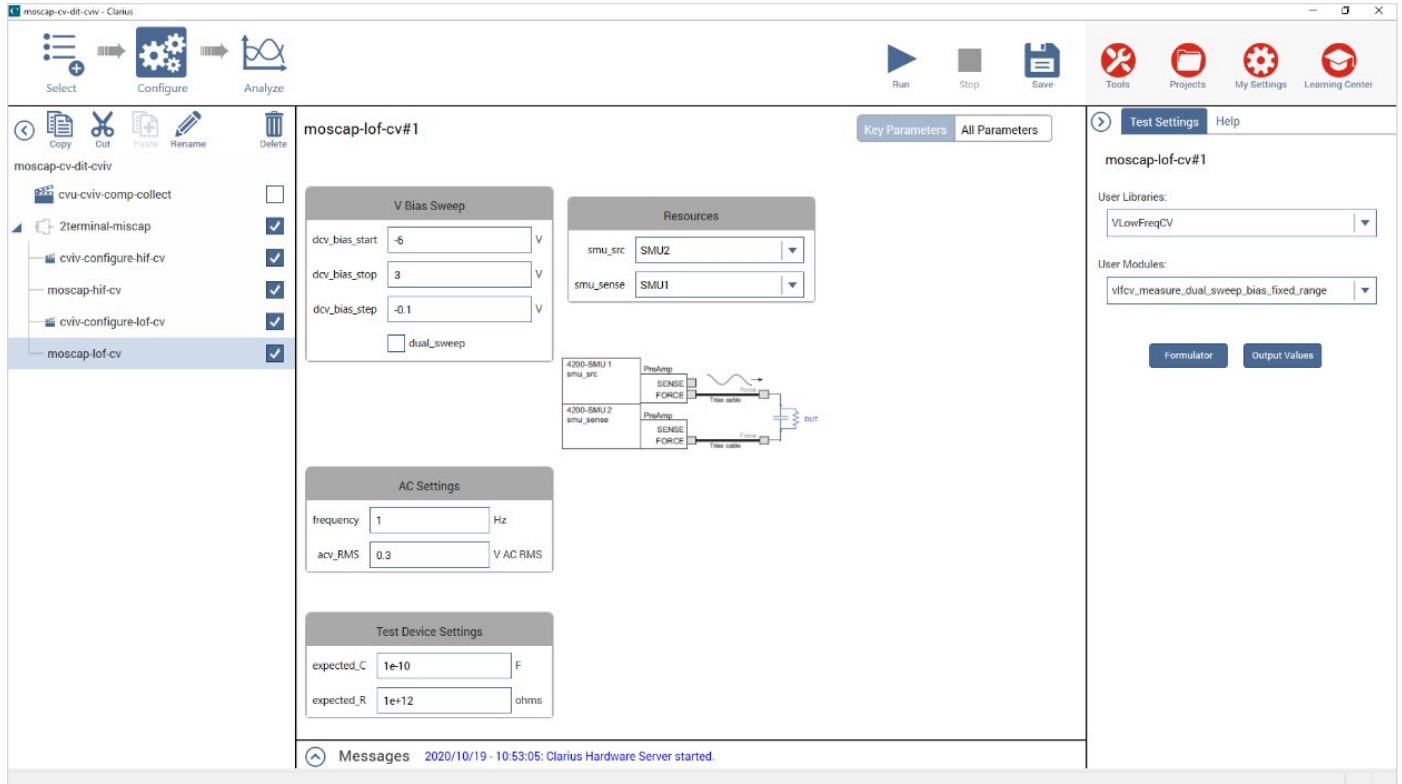 moscap-cv-dit-cviv - Clarius
Select
Configure
Analyze
Run
Stop
Save
Tools
Projects
My Settings
Learning Center
Copy
Cut
Paste
Rename
Delete
moscap-cv-dit-cviv
cvu-cviv-comp-collect
2terminal-miscap
cviv-configure-hif-cv
moscap-hif-cv
cviv-configure-lof-cv
moscap-lof-cv
moscap-lof-cv#1
Key Parameters
All Parameters
V Bias Sweep
dcv_bias_start -6 V
dcv_bias_stop 3 V
dcv_bias_step -0.1 V
dual_sweep
Resources
smu_src SMU2
smu_sense SMU1
4200-SMU 1
smu_src
PreAmp
SENSE
FORCE
Force
Triax cable
4200-SMU 2
smu_sense
PreAmp
SENSE
FORCE
Force
Triax cable
DUT
AC Settings
frequency 1 Hz
acv_RMS 0.3 V AC RMS
Test Device Settings
expected_C 1e-10 F
expected_R 1e+12 ohms
Messages 2020/10/19 - 10:53:05: Clarius Hardware Server started.
Test Settings
Help
moscap-lof-cv#1
User Libraries:
VLowFreqCV
User Modules:
vlfcv_measure_dual_sweep_bias_fixed_range
Formulator
Output Values